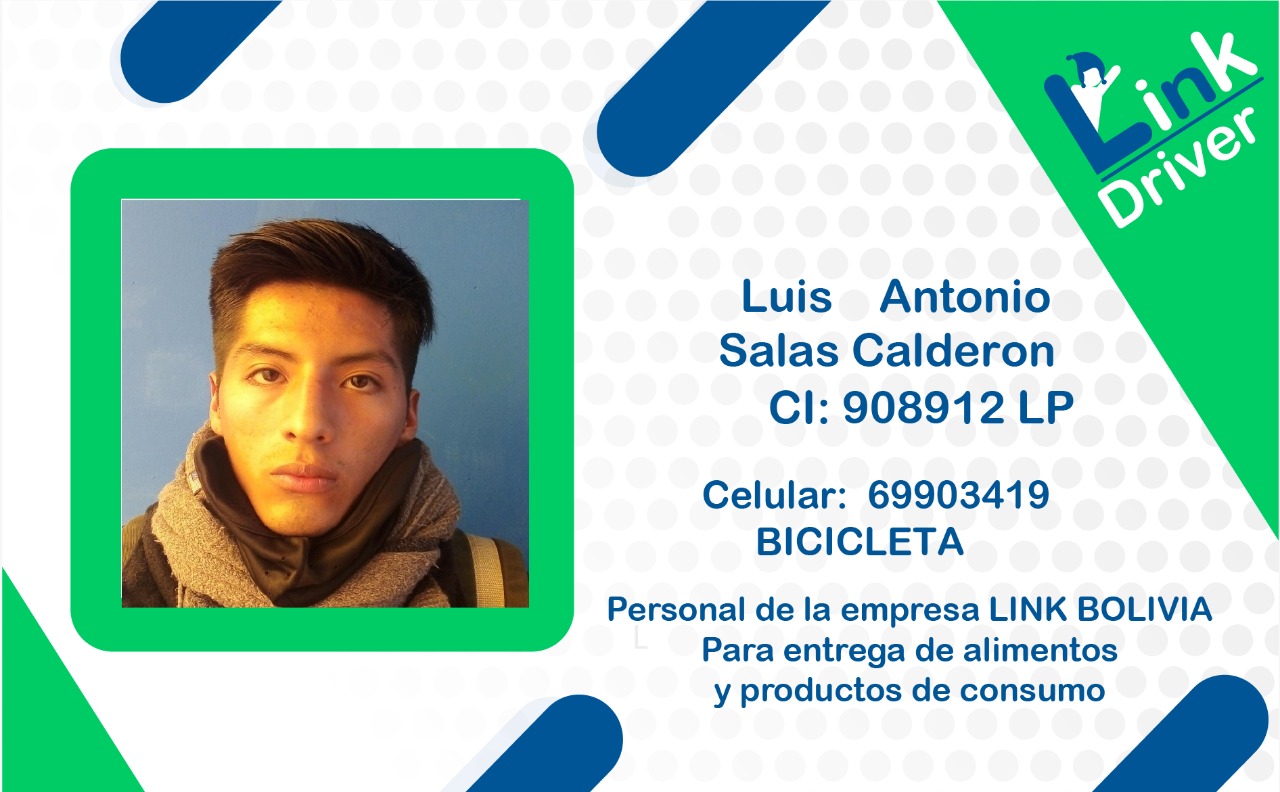 Link
Driver
Luis Antonio
Salas Calderon
CI: 908912 LP
Celular: 69903419
BICICLETA
Personal de la empresa LINK BOLIVIA
L
Para entrega de alimentos
y productos de consumo